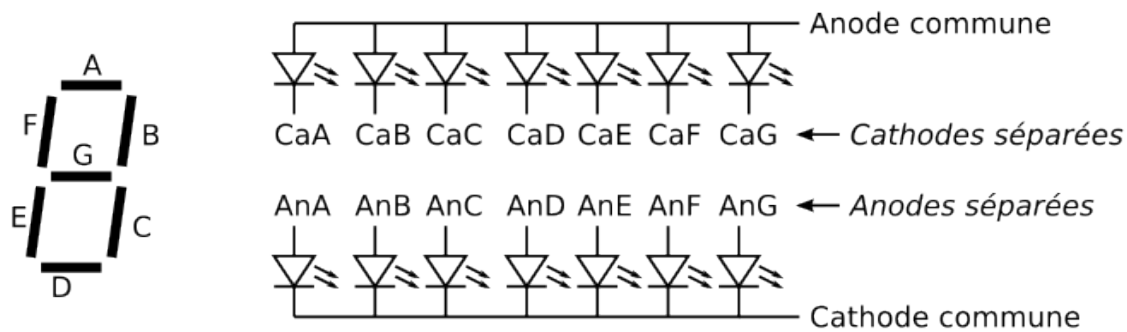 A
F
B
G
E
C
D
Anode commune
CaA CaB CaC CaD CaE CaF CaG Cathodes séparées
AnA AnB AnC AnD AnE AnF AnG Anodes séparées
Cathode commune